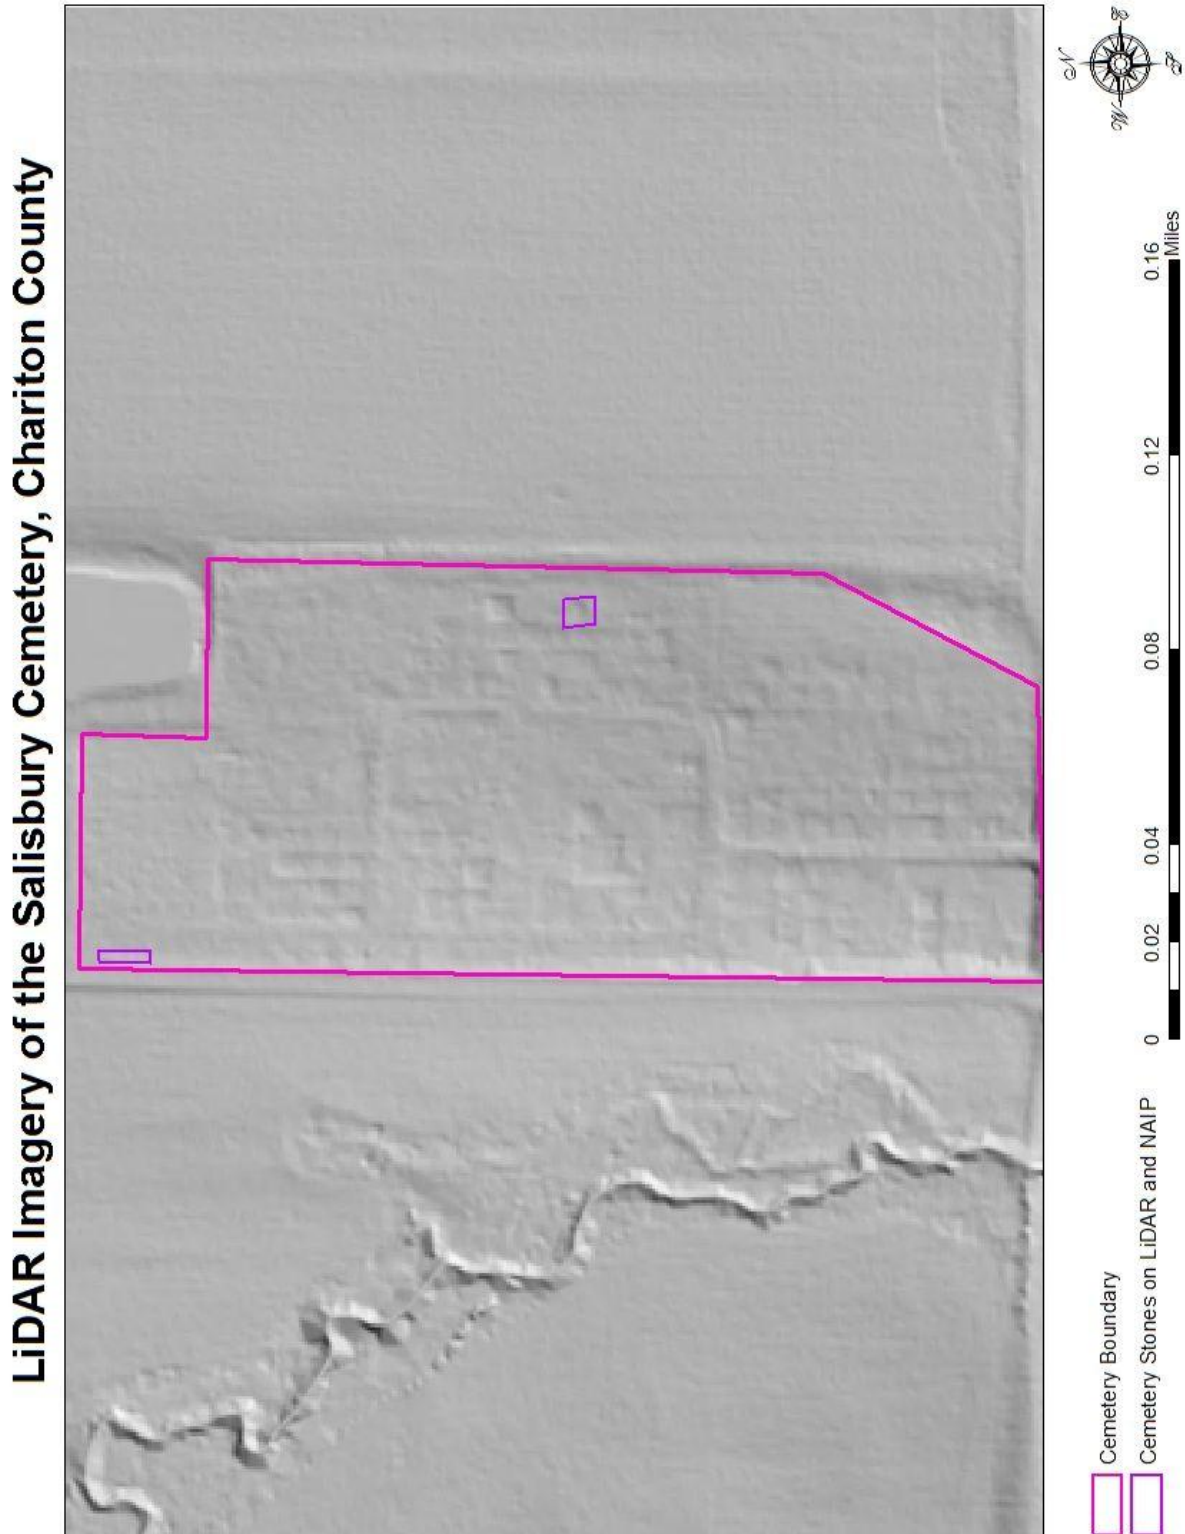 LiDAR Imagery of the Salisbury Cemetery, Chariton County
N
W E
S
Cemetery Boundary
Cemetery Stones on LiDAR and NAIP
0 0.02 0.04 0.08 0.12 0.16
Miles